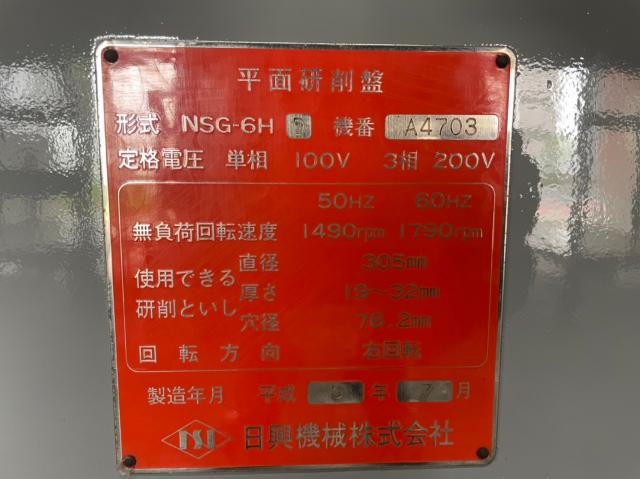 平面研削盤
形式 NSG-6H 機番 A4703
定格電圧 単相 100V 3相 200V
50HZ 60HZ
無負荷回転速度 1490rpm 1790rpm
使用できる研削といし
直径 305mm
厚さ 19～32mm
穴径 76.2mm
回転方向 右回転
製造年月 平成 年 7 月
NSI 日興機械株式会社